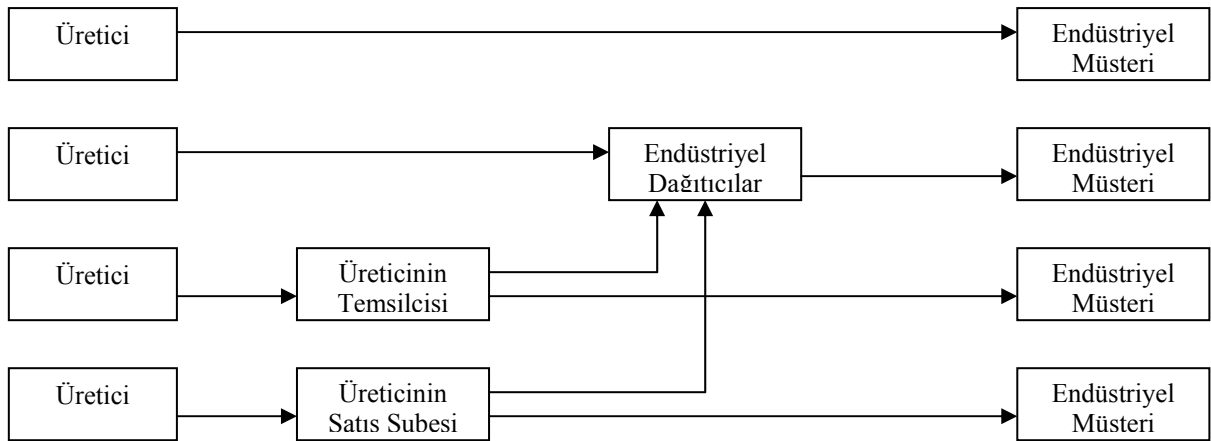 Üretici
Endüstriyel
Müsteri
Üretici
Endüstriyel
Dağıtıcılar
Endüstriyel
Müsteri
Üretici
Üreticinin
Temsilcisi
Endüstriyel
Müsteri
Üretici
Üreticinin
Satıs Subesi
Endüstriyel
Müsteri